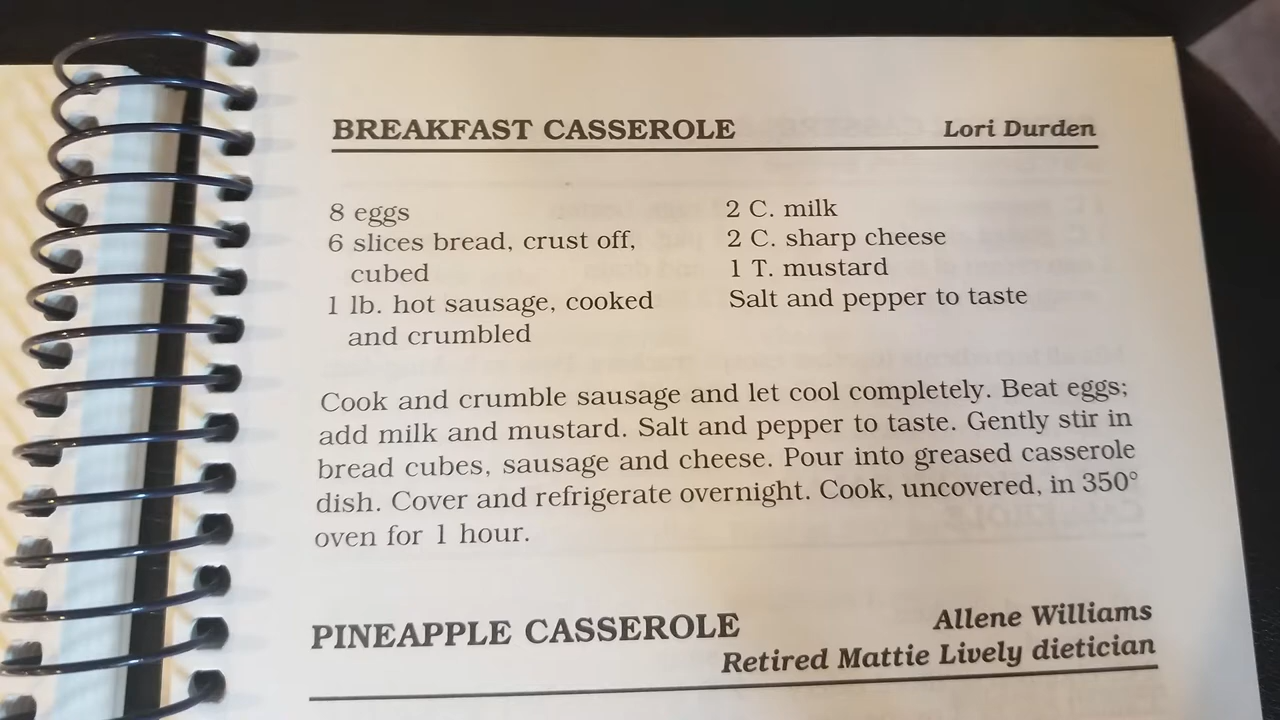 BREAKFAST CASSEROLE Lori Durden
8 eggs
6 slices bread, crust off,
cubed
1 lb. hot sausage, cooked
and crumbled
2 C. milk
2 C. sharp cheese
1 T. mustard
Salt and pepper to taste
Cook and crumble sausage and let cool completely. Beat eggs;
add milk and mustard. Salt and pepper to taste. Gently stir in
bread cubes, sausage and cheese. Pour into greased casserole
dish. Cover and refrigerate overnight. Cook, uncovered, in 350°
oven for 1 hour.
PINEAPPLE CASSEROLE Allene Williams
Retired Mattie Lively dietician